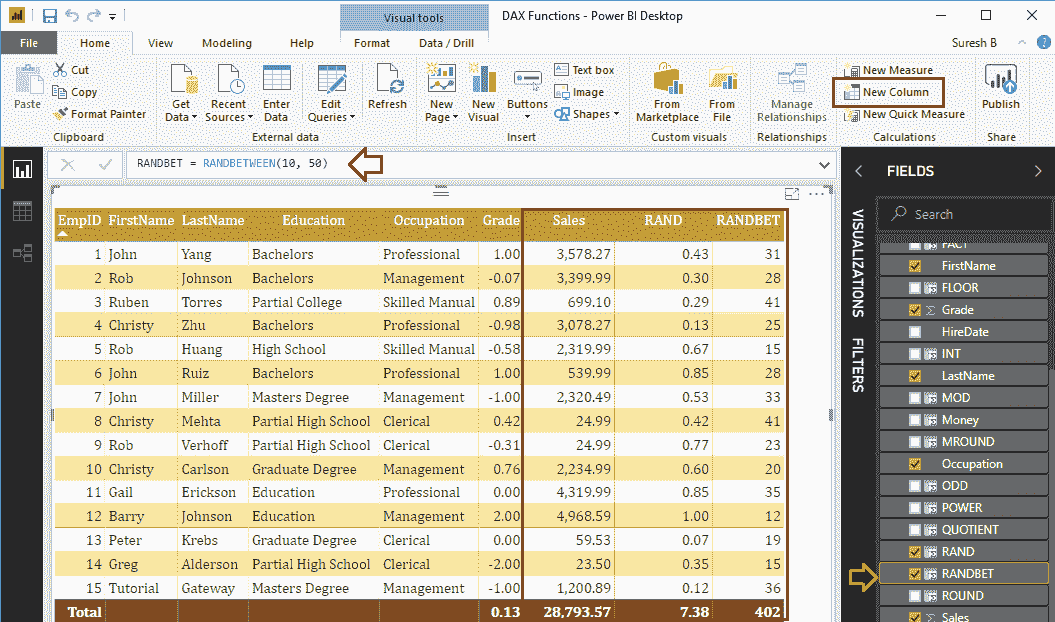 Visual tools
DAX Functions - Power BI Desktop
File Home View Modeling Help Format Data / Drill Suresh B
Paste
Cut
Copy
Format Painter
Clipboard
Get Data
Recent Sources
Enter Data
Edit Queries
External data
Refresh
New Page
New Visual
Buttons
Text box
Image
Shapes
Insert
From Marketplace
From File
Custom visuals
Manage Relationships
Relationships
New Measure
New Column
New Quick Measure
Calculations
Publish
Share
RANDBET = RANDBETWEEN(10, 50)
EmpID FirstName LastName Education Occupation Grade Sales RAND RANDBET
1 John Yang Bachelors Professional 1.00 3,578.27 0.43 31
2 Rob Johnson Bachelors Management -0.07 3,399.99 0.30 28
3 Ruben Torres Partial College Skilled Manual 0.89 699.10 0.29 41
4 Christy Zhu Bachelors Professional -0.98 3,078.27 0.13 25
5 Rob Huang High School Skilled Manual -0.58 2,319.99 0.67 15
6 John Ruiz Bachelors Professional 1.00 539.99 0.85 28
7 John Miller Masters Degree Management -1.00 2,320.49 0.53 33
8 Christy Mehta Partial High School Clerical 0.42 24.99 0.42 41
9 Rob Verhoff Partial High School Clerical -0.31 24.99 0.77 23
10 Christy Carlson Graduate Degree Management 0.76 2,234.99 0.60 20
11 Gail Erickson Education Professional 0.00 4,319.99 0.85 35
12 Barry Johnson Education Management 2.00 4,968.59 1.00 12
13 Peter Krebs Graduate Degree Clerical 0.00 59.53 0.07 19
14 Greg Alderson Partial High School Clerical -2.00 23.50 0.35 15
15 Tutorial Gateway Masters Degree Management -1.00 1,200.89 0.12 36
Total 0.13 28,793.57 7.38 402
VISUALIZATIONS
FILTERS
FIELDS
Search
FACT
FirstName
FLOOR
Grade
HireDate
INT
LastName
MOD
Money
MROUND
Occupation
ODD
POWER
QUOTIENT
RAND
RANDBET
ROUND
Sales